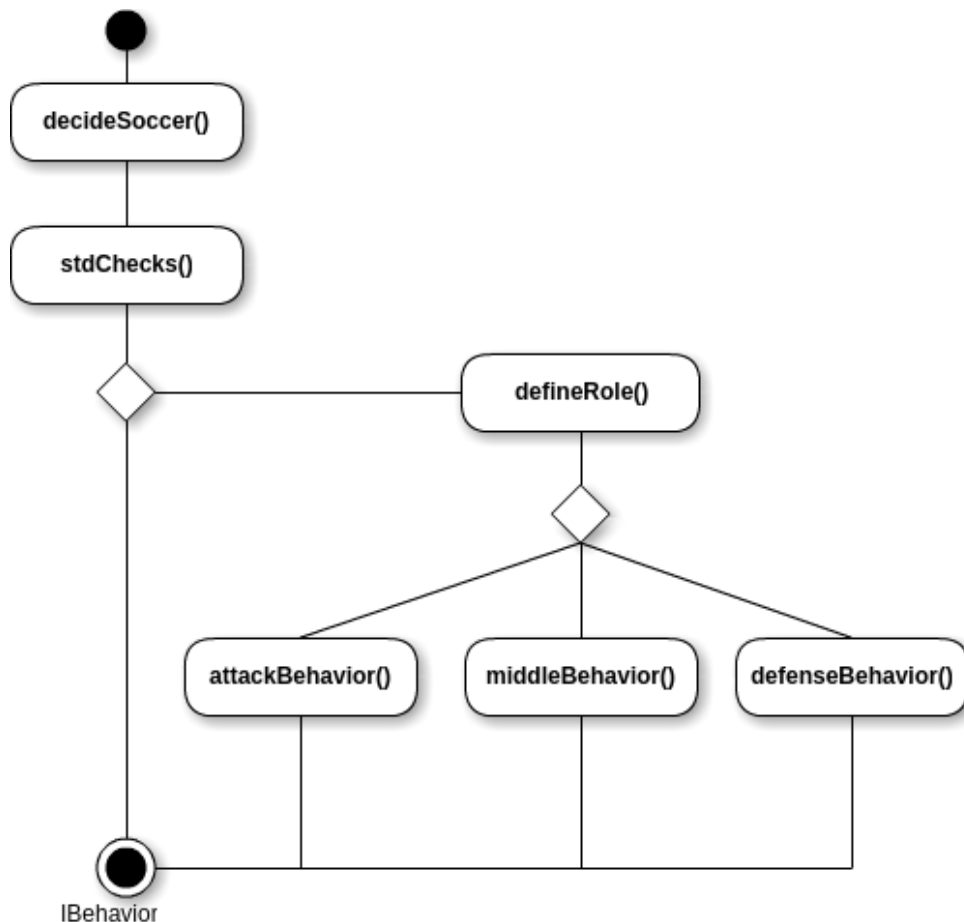 decideSoccer()
stdChecks()
defineRole()
attackBehavior()
middleBehavior()
defenseBehavior()
IBehavior